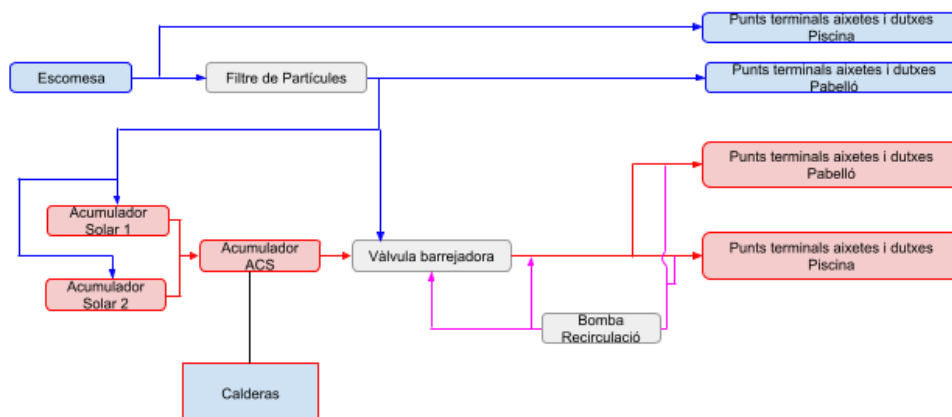 Punts terminals aixetes i dutxes
Piscina
Escomesa
Filtre de Partícules
Punts terminals aixetes i dutxes
Pabelló
Punts terminals aixetes i dutxes
Pabelló
Acumulador
Solar 1
Acumulador
ACS
Vàlvula barrejadora
Punts terminals aixetes i dutxes
Piscina
Acumulador
Solar 2
Bomba
Recirculació
Calderas